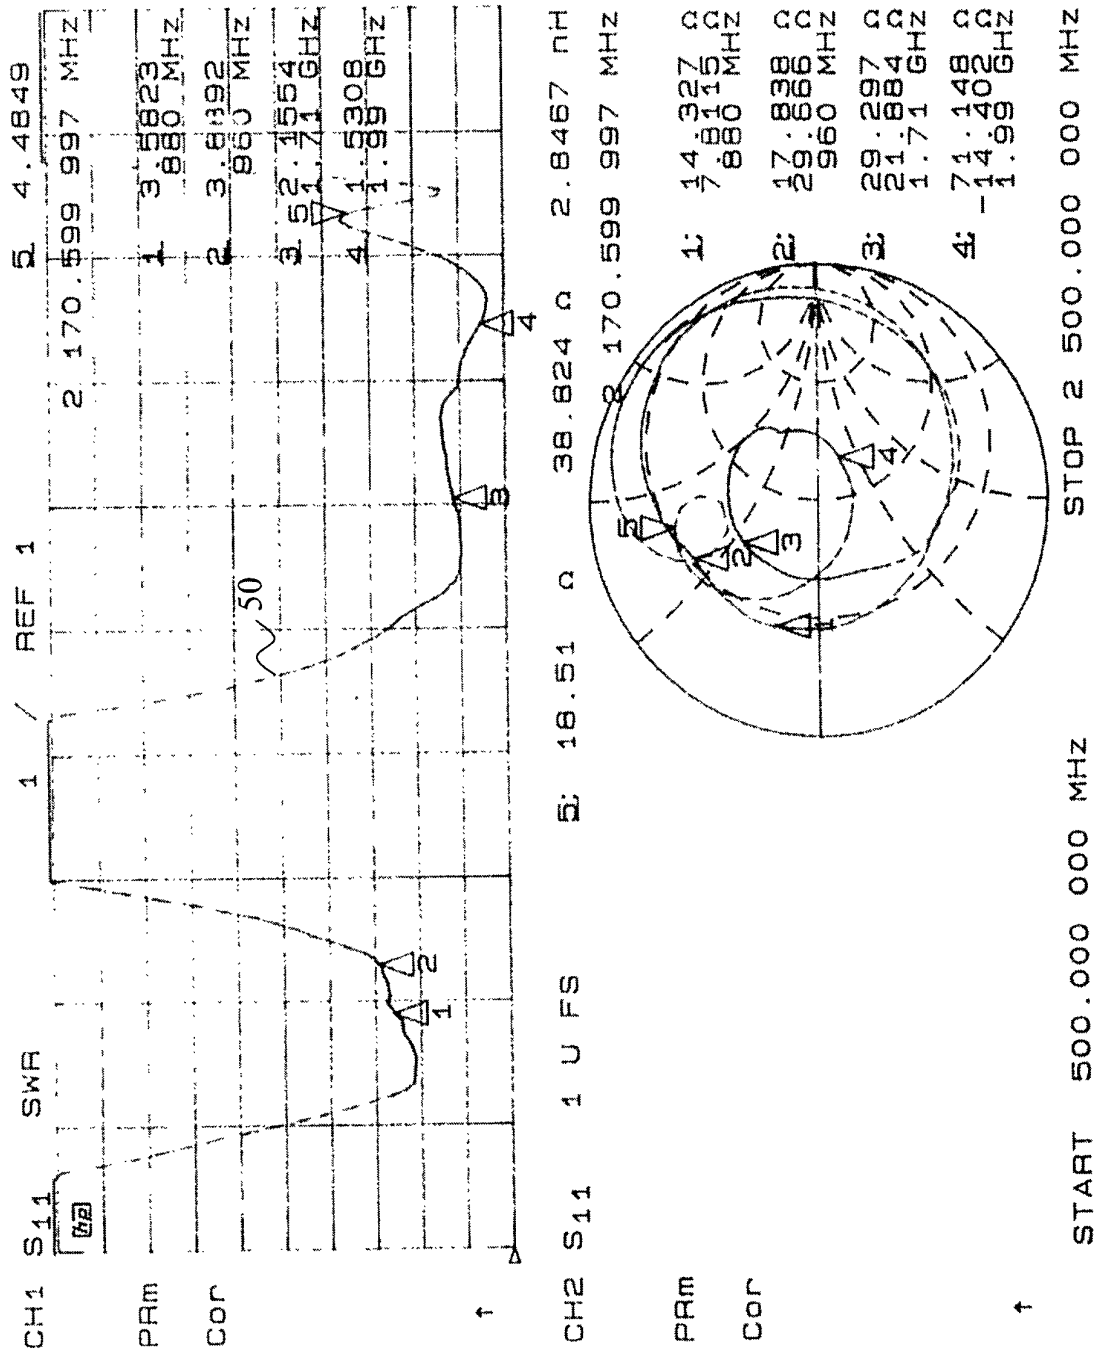 CH1 S11 SWR 1 / REF 1 5 4.4849
hp
2 170.599 997 MHz
PRm
1 3.5823
880 MHz
Cor
2
960 MHz
3 2.1554
1.71 GHz
4 1.5308
1.99 GHz
50
5
1
2
3
4
↑
CH2 S11 1 U FS 5: 18.51 Ω 38.824 Ω 2.8467 nH
2 170.599 997 MHz
PRm
Cor
1: 14.327 Ω
7.8115 Ω
880 MHz
2: 17.838 Ω
29.666 Ω
960 MHz
3: 29.297 Ω
21.884 Ω
1.71 GHz
4: 71.148 Ω
-14.402 Ω
1.99 GHz
1
2
3
4
5
↑
START 500.000 000 MHz STOP 2 500.000 000 MHz